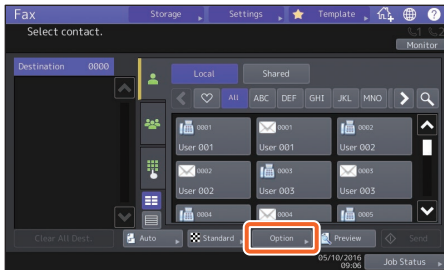 Fax Storage Settings Template ?
Select contact.
Monitor
Destination 0000
Local Shared
All ABC DEF GHI JKL MNO
0001 0001 0002
User 001 User 001 User 002
0002 0003 0003
User 002 User 003 User 003
0004 0004 0005
Clear All Dest. Auto Standard Option Preview Send
05/10/2016
09:06
Job Status